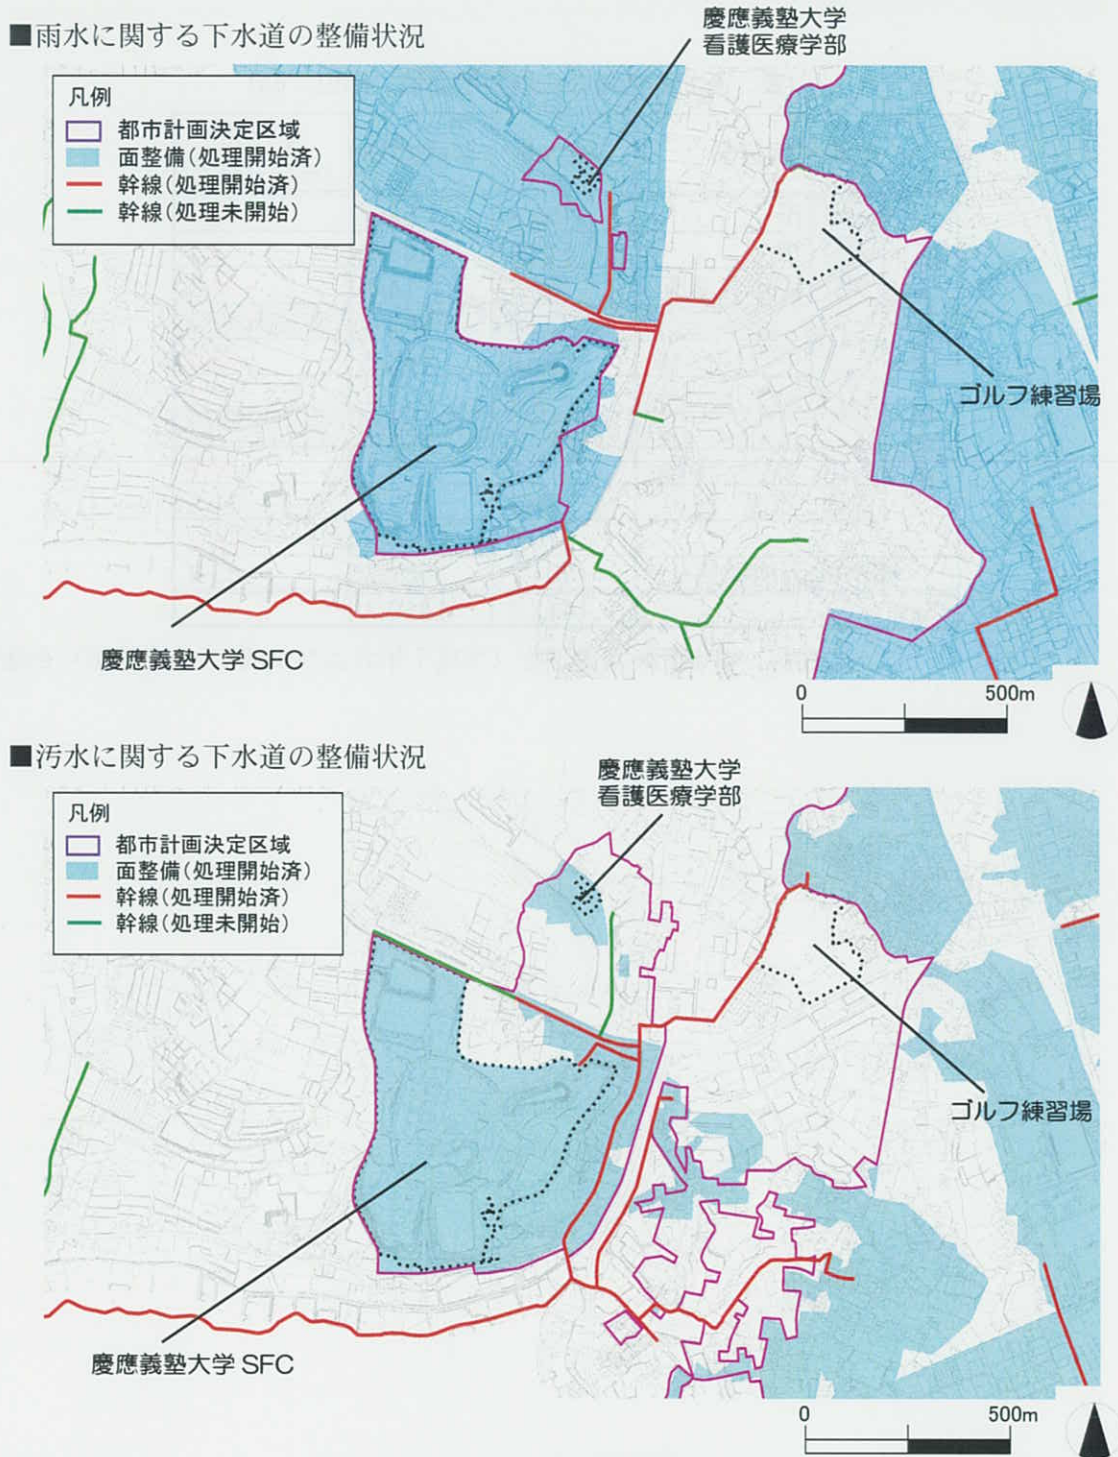 ■雨水に関する下水道の整備状況
慶應義塾大学
看護医療学部
凡例
都市計画決定区域
面整備(処理開始済)
幹線(処理開始済)
幹線(処理未開始)
ゴルフ練習場
慶應義塾大学 SFC
0 500m
■汚水に関する下水道の整備状況
慶應義塾大学
看護医療学部
凡例
都市計画決定区域
面整備(処理開始済)
幹線(処理開始済)
幹線(処理未開始)
ゴルフ練習場
慶應義塾大学 SFC
0 500m